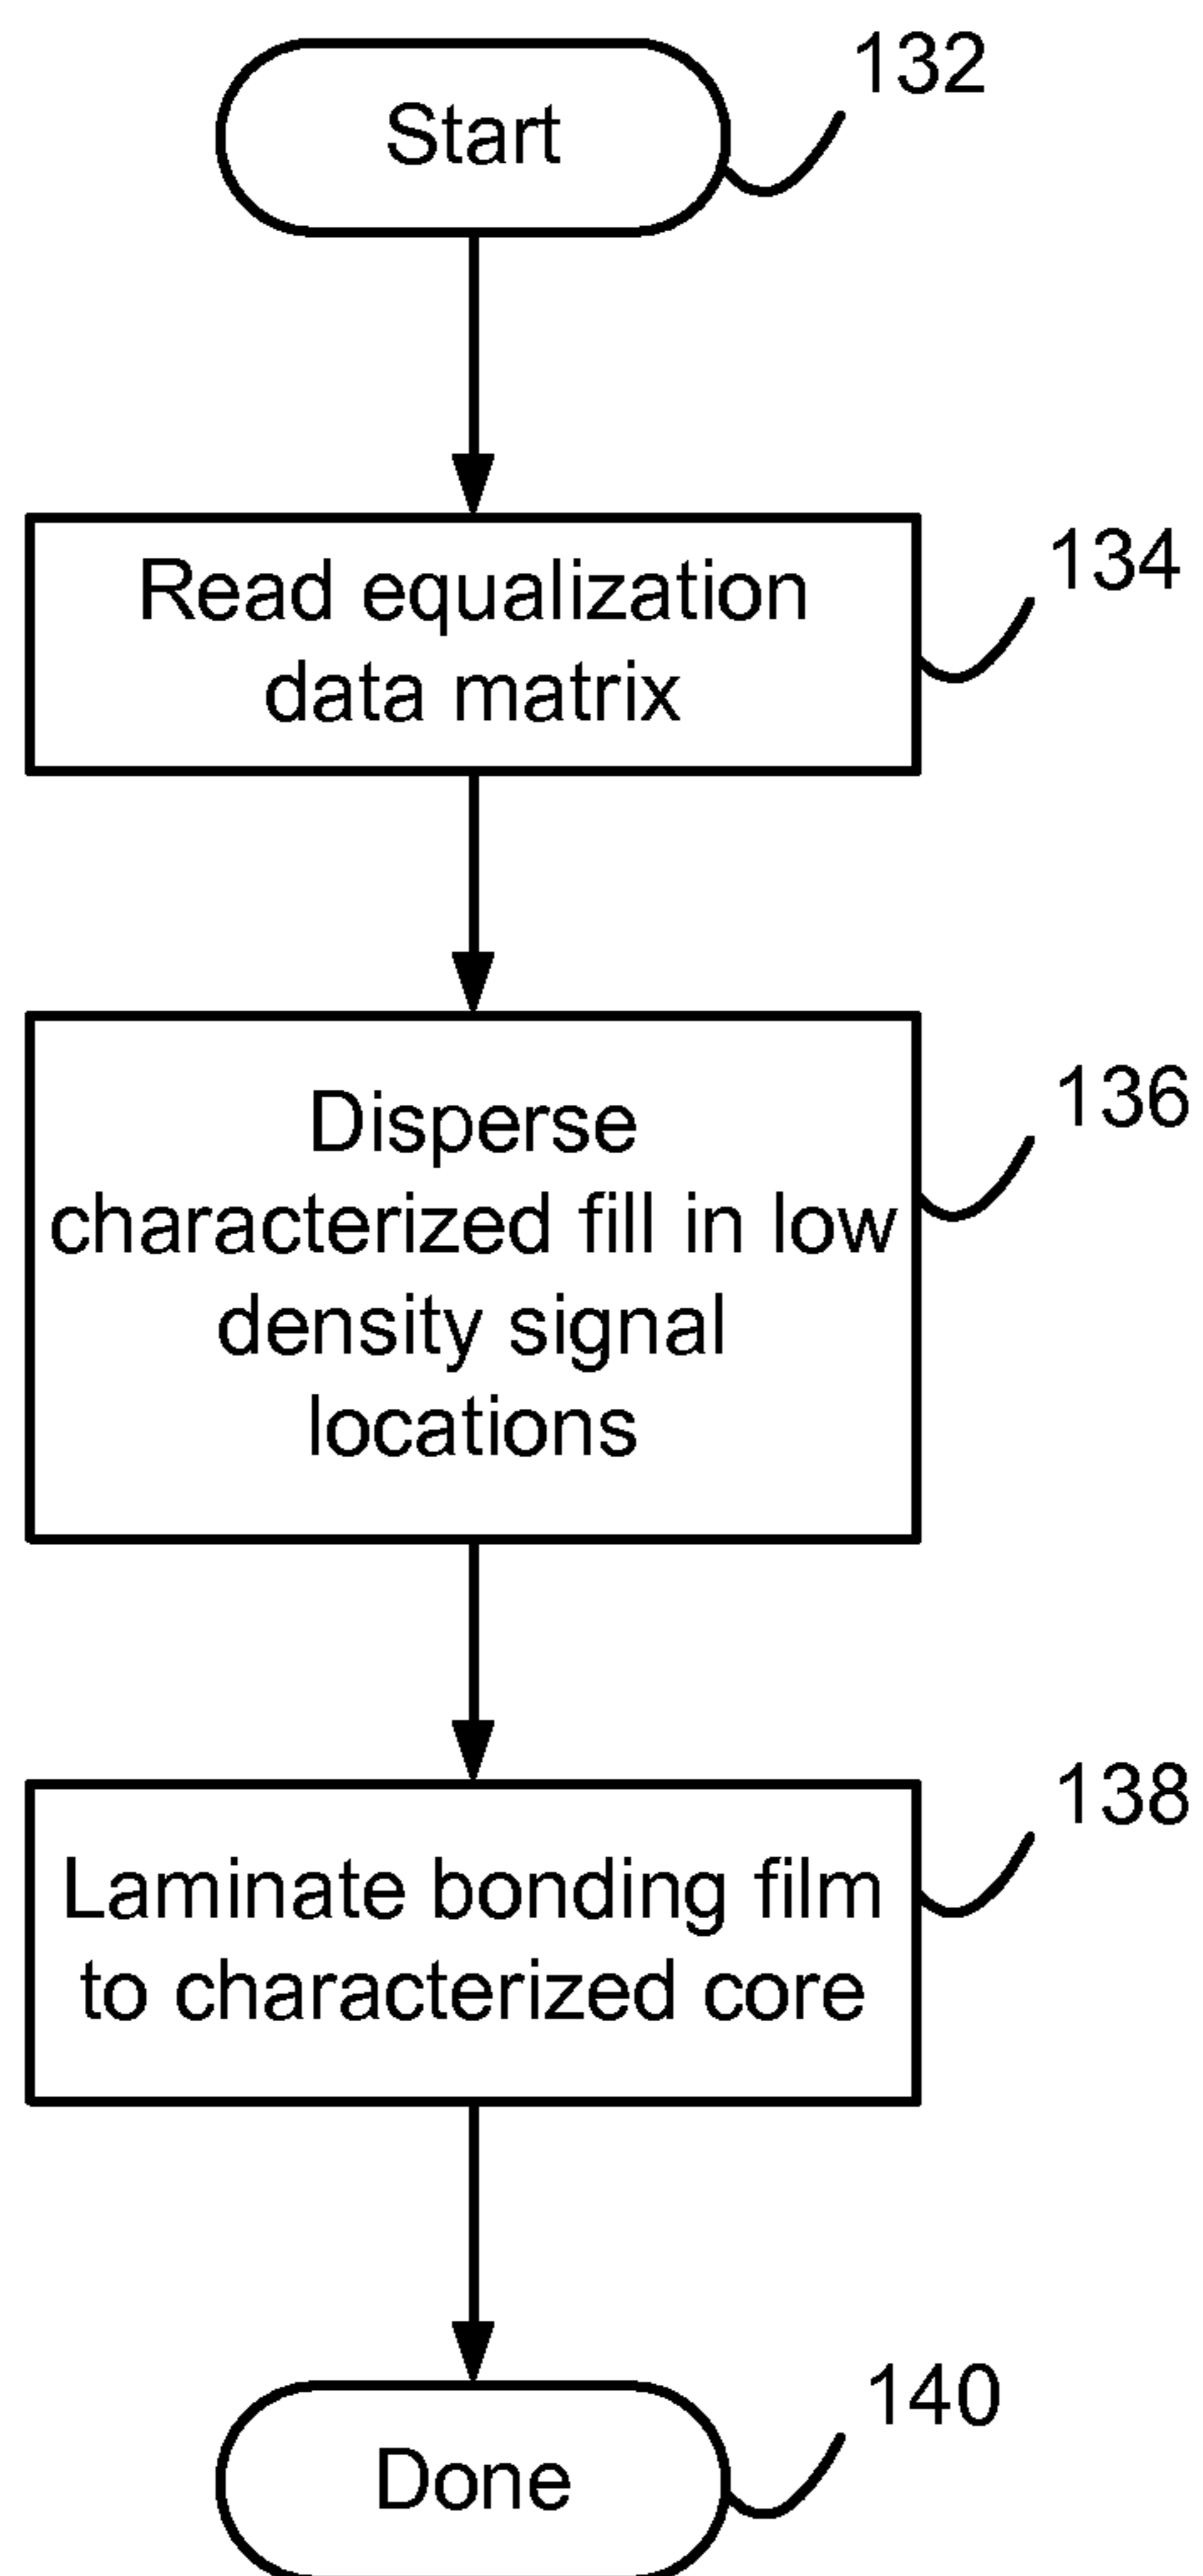 132
Start
134
Read equalization
data matrix
136
Disperse
characterized fill in low
density signal
locations
138
Laminate bonding film
to characterized core
140
Done